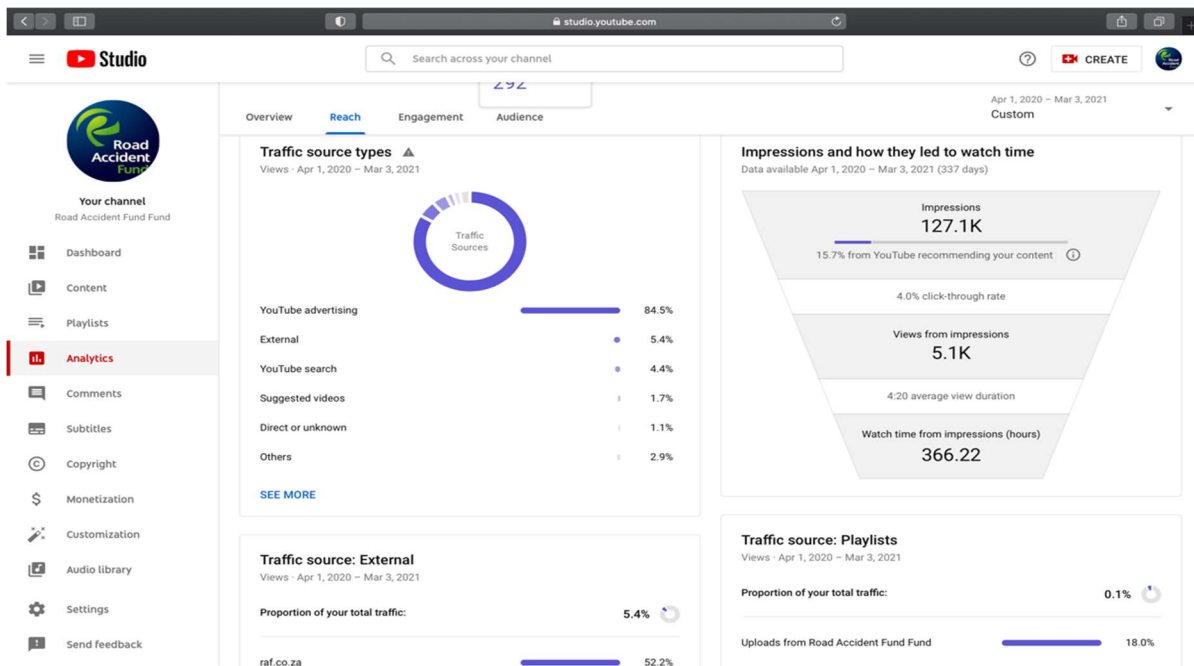 studio.youtube.com
Studio
Search across your channel
CREATE
Road
Accident
Fund
Your channel
Road Accident Fund Fund
Dashboard
Content
Playlists
Analytics
Comments
Subtitles
Copyright
Monetization
Customization
Audio library
Settings
Send feedback
292
Overview
Reach
Engagement
Audience
Apr 1, 2020 – Mar 3, 2021
Custom
Traffic source types
Views · Apr 1, 2020 – Mar 3, 2021
Traffic
Sources
YouTube advertising 84.5%
External 5.4%
YouTube search 4.4%
Suggested videos 1.7%
Direct or unknown 1.1%
Others 2.9%
SEE MORE
Impressions and how they led to watch time
Data available Apr 1, 2020 – Mar 3, 2021 (337 days)
Impressions
127.1K
15.7% from YouTube recommending your content
4.0% click-through rate
Views from impressions
5.1K
4:20 average view duration
Watch time from impressions (hours)
366.22
Traffic source: External
Views · Apr 1, 2020 – Mar 3, 2021
Proportion of your total traffic: 5.4%
raf.co.za 52.2%
Traffic source: Playlists
Views · Apr 1, 2020 – Mar 3, 2021
Proportion of your total traffic: 0.1%
Uploads from Road Accident Fund Fund 18.0%